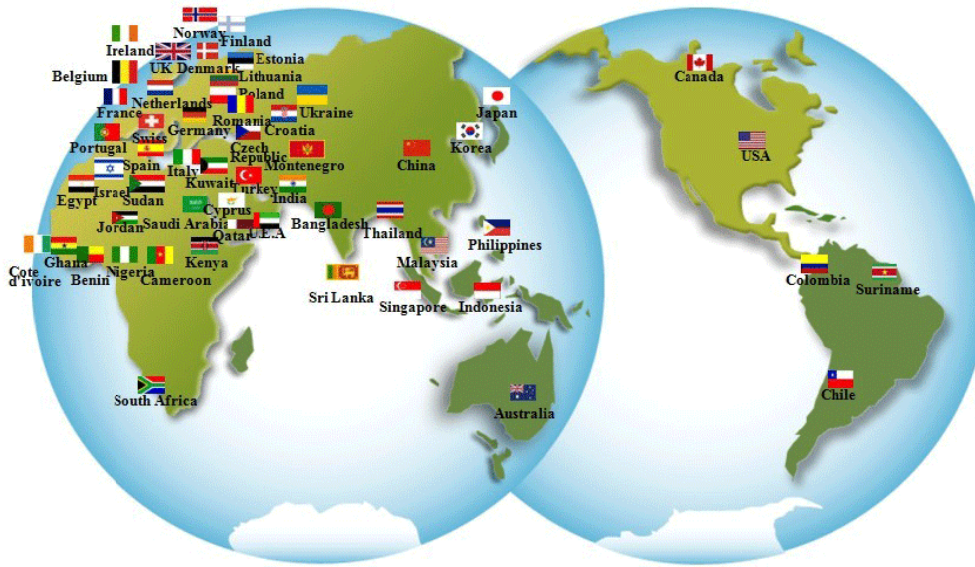 Norway
Finland
Ireland
UK
Denmark
Estonia
Belgium
Lithuania
Netherlands
Poland
France
Romania
Ukraine
Japan
Canada
Swiss
Germany
Croatia
Portugal
Czech
Republic
Korea
USA
Spain
Italy
Montenegro
China
Israel
Kuwait
Turkey
India
Egypt
Sudan
Cyprus
Jordan
Saudi Arabia
Qatar
U.E.A
Bangladesh
Thailand
Philippines
Cote
d'ivoire
Ghana
Benin
Nigeria
Cameroon
Kenya
Malaysia
Sri Lanka
Singapore
Indonesia
Colombia
Suriname
South Africa
Australia
Chile